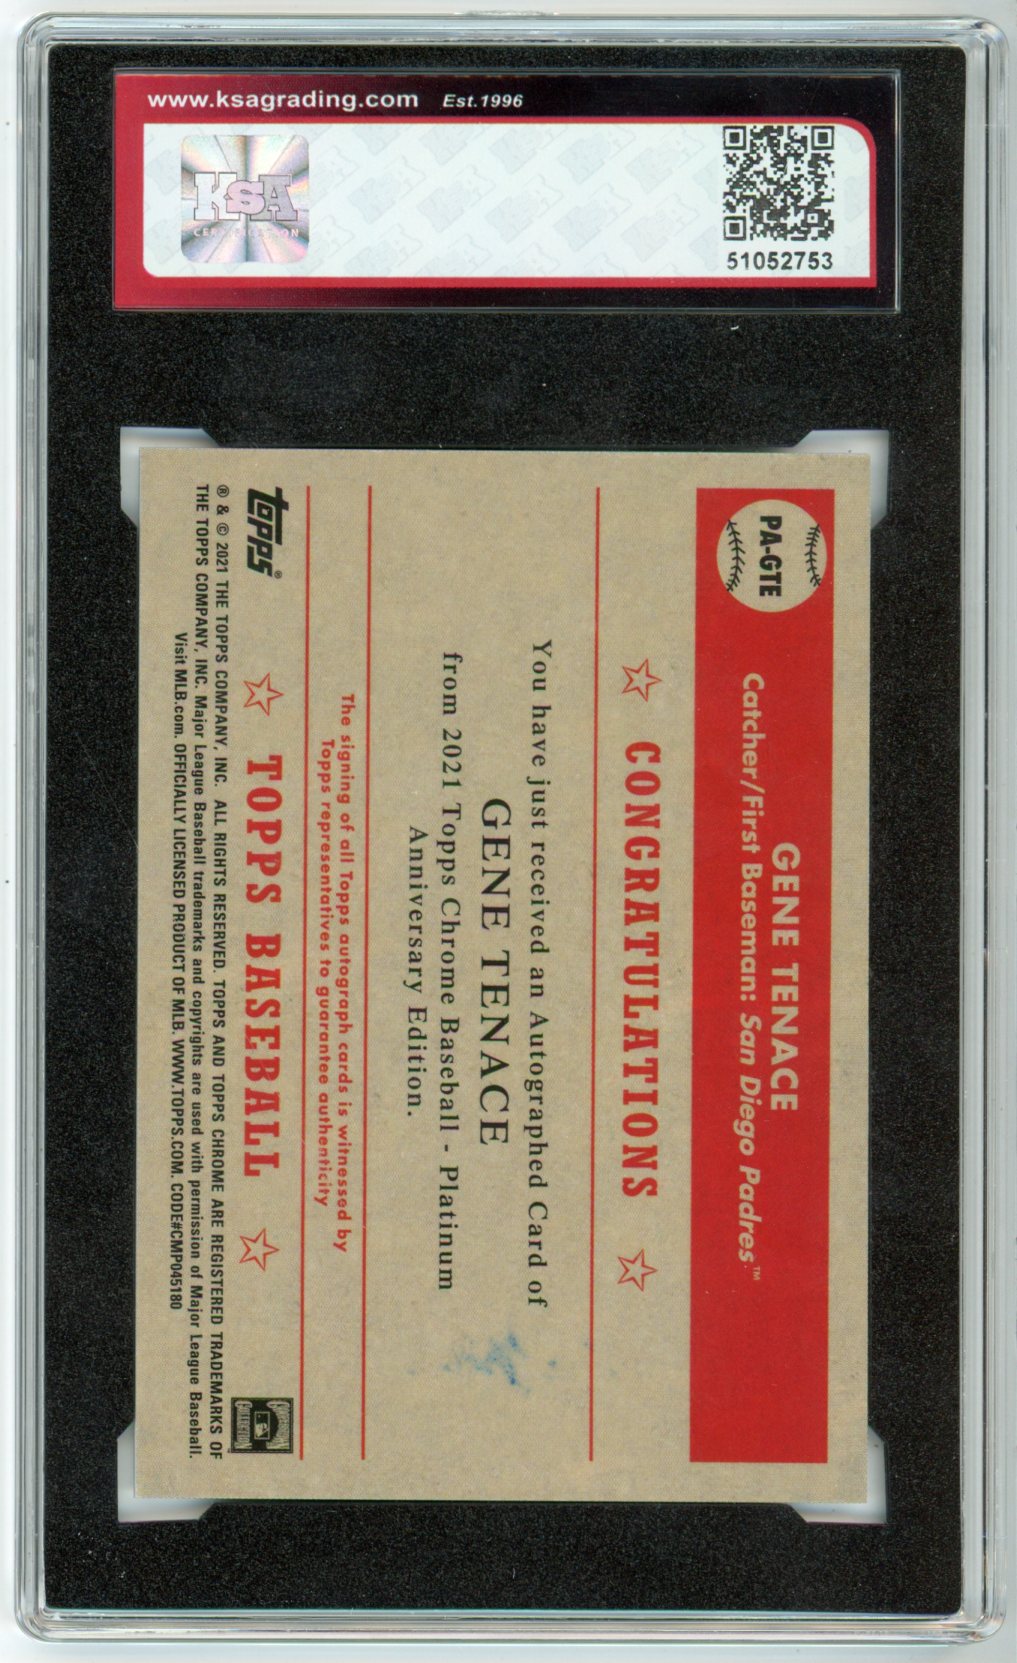 www.ksagrading.com Est.1996
KSA
CERTIFICATION
51052753
PA-GTE
GENE TENACE
Catcher/First Baseman: San Diego Padres™
☆ CONGRATULATIONS ☆
You have just received an Autographed Card of
GENE TENACE
from 2021 Topps Chrome Baseball - Platinum
Anniversary Edition.
The signing of all Topps autograph cards is witnessed by
Topps representatives to guarantee authenticity
topps®
☆ TOPPS BASEBALL ☆
® & © 2021 THE TOPPS COMPANY, INC. ALL RIGHTS RESERVED. TOPPS AND TOPPS CHROME ARE REGISTERED TRADEMARKS OF
THE TOPPS COMPANY, INC. Major League Baseball trademarks and copyrights are used with permission of Major League Baseball.
Visit MLB.com. OFFICIALLY LICENSED PRODUCT OF MLB. WWW.TOPPS.COM. CODE#CMP045180
COOPERSTOWN
COLLECTION